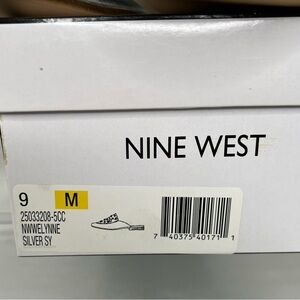 NINE WEST
9 M
25033208-5CC
NWWELYNNE
SILVER SY
7 40375 40171 1